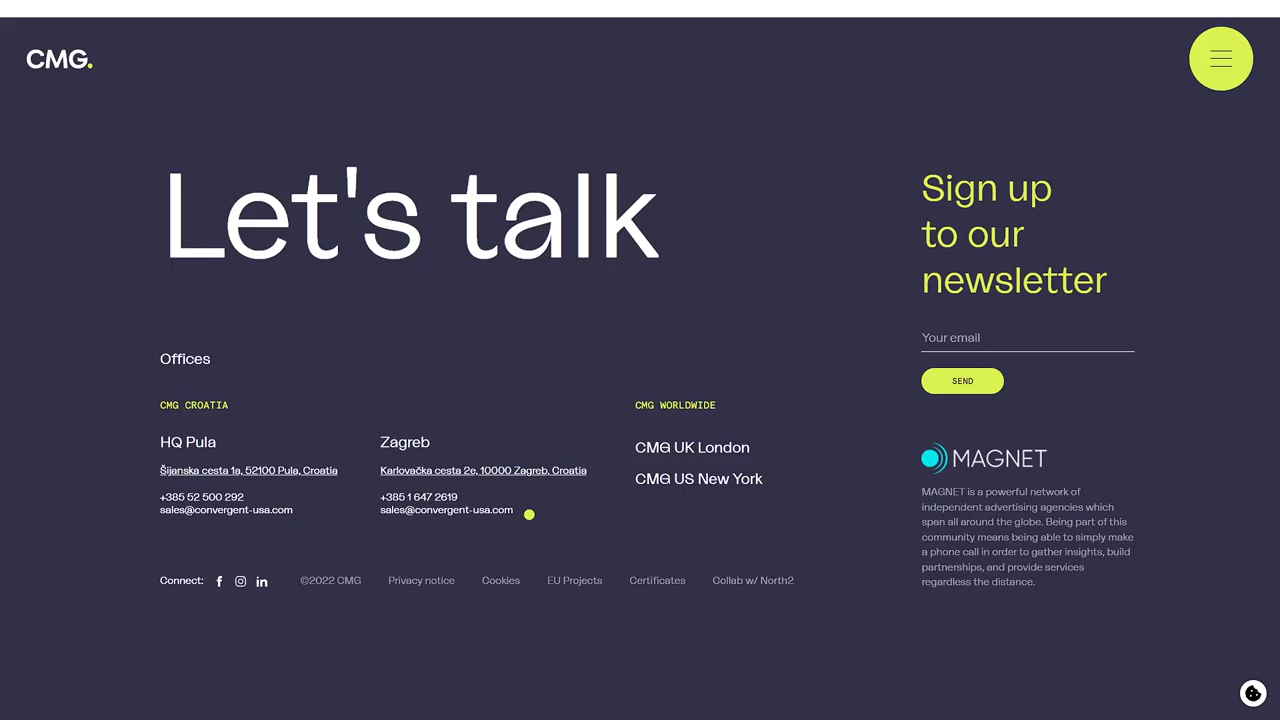 CMG.
Let's talk
Sign up
to our
newsletter
Your email
SEND
Offices
CMG CROATIA
HQ Pula
Šijanska cesta 1a, 52100 Pula, Croatia
+385 52 500 292
sales@convergent-usa.com
Zagreb
Karlovačka cesta 2e, 10000 Zagreb, Croatia
+385 1 647 2619
sales@convergent-usa.com
CMG WORLDWIDE
CMG UK London
CMG US New York
MAGNET
MAGNET is a powerful network of
independent advertising agencies which
span all around the globe. Being part of this
community means being able to simply make
a phone call in order to gather insights, build
partnerships, and provide services
regardless the distance.
Connect: ©2022 CMG Privacy notice Cookies EU Projects Certificates Collab w/ North2